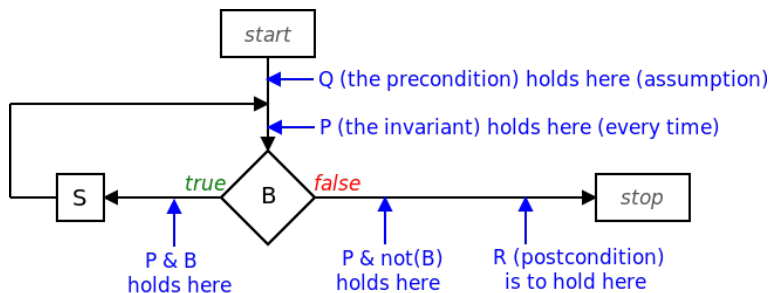 start
Q (the precondition) holds here (assumption)
P (the invariant) holds here (every time)
true
false
S
B
stop
P & B
holds here
P & not(B)
holds here
R (postcondition)
is to hold here